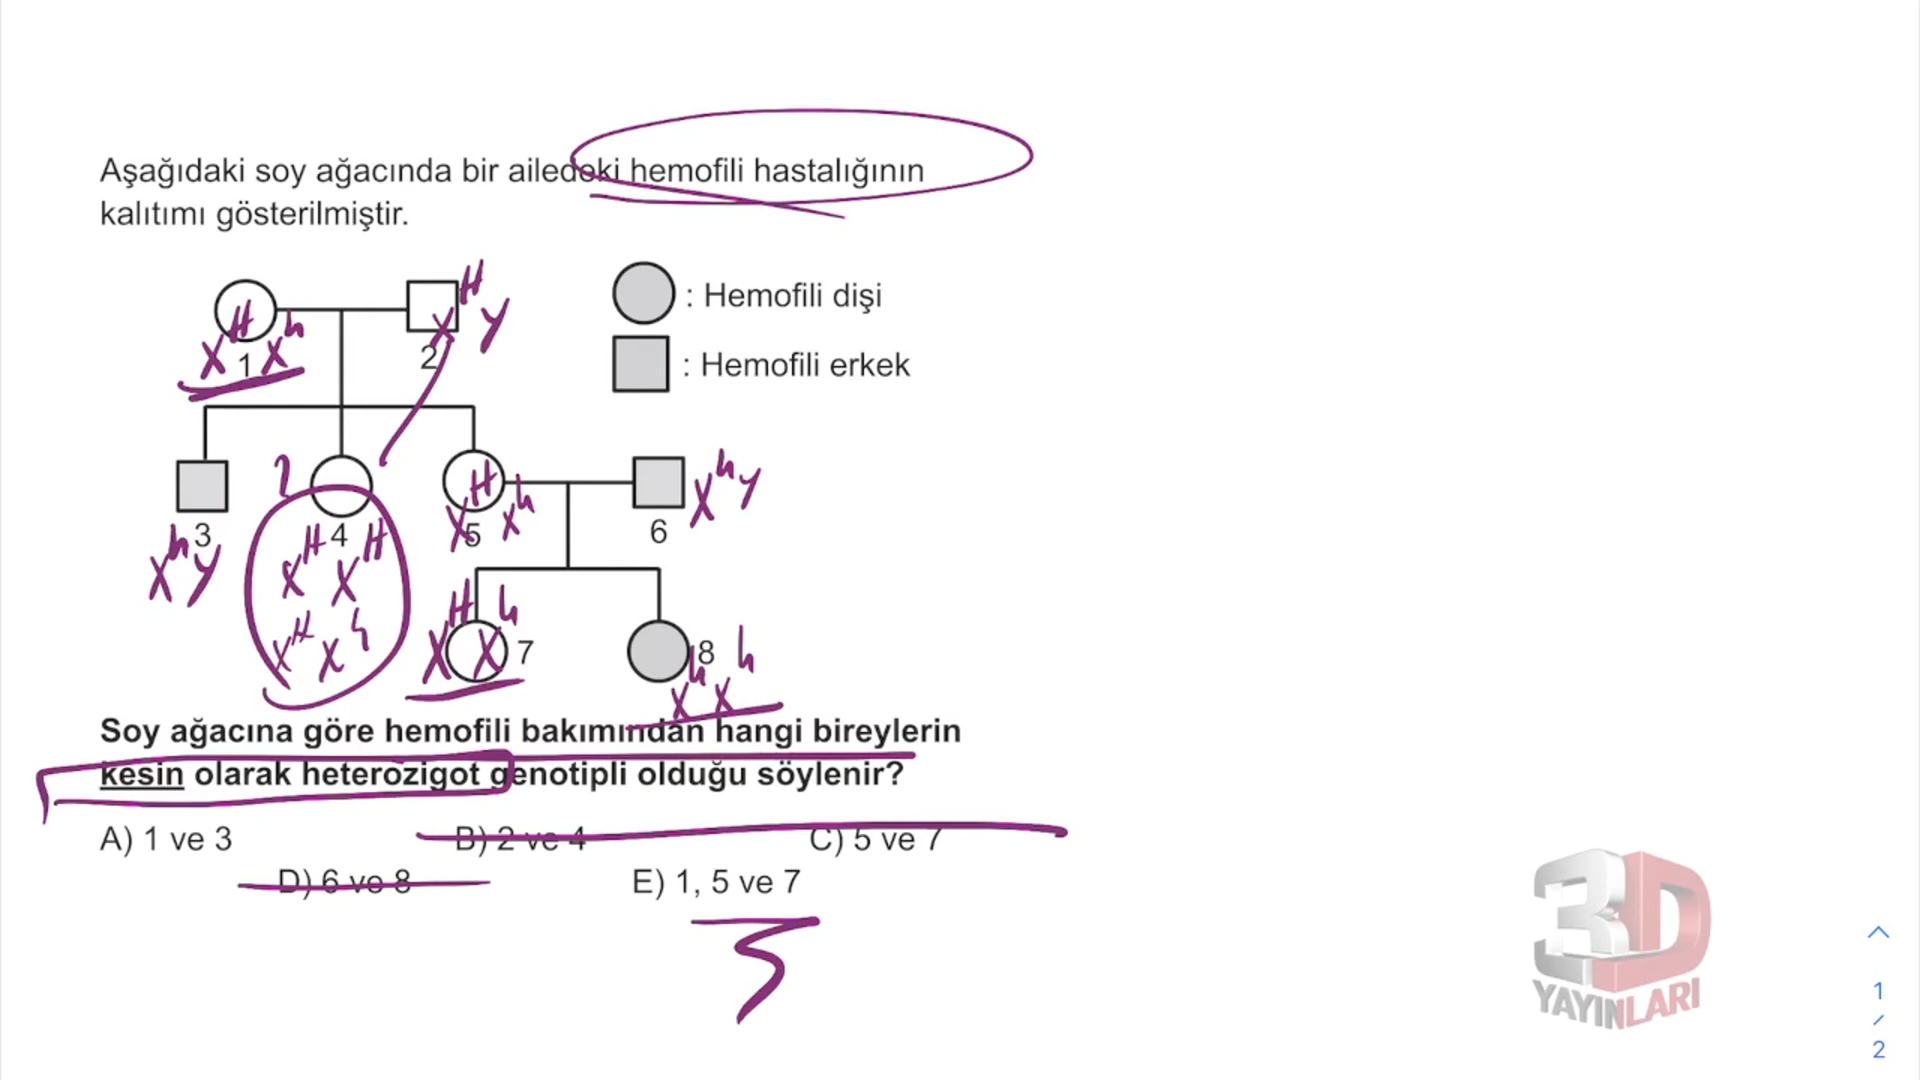 Aşağıdaki soy ağacında bir ailedeki hemofili hastalığının
kalıtımı gösterilmiştir.
: Hemofili dişi
: Hemofili erkek
X^H X^h
1
X^H y
2
X^h y
3
?
4
X^H X^H
X^H X^h
X^H X^h
5
X^h y
6
X^H X^h
7
X^h X^h
8
Soy ağacına göre hemofili bakımından hangi bireylerin
kesin olarak heterozigot genotipli olduğu söylenir?
A) 1 ve 3
B) 2 ve 4
C) 5 ve 7
D) 6 ve 8
E) 1, 5 ve 7
3D
YAYINLARI
1
/
2